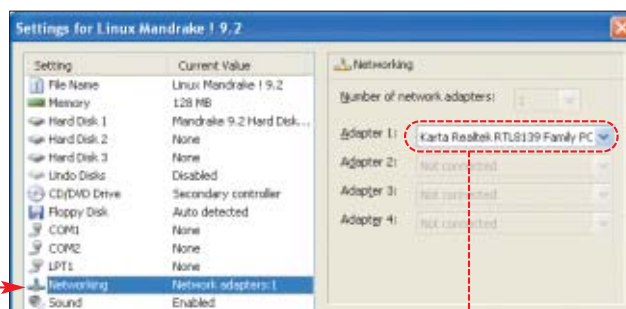 Settings for Linux Mandrake ! 9.2
Setting Current Value
File Name Linux Mandrake ! 9.2
Memory 128 MB
Hard Disk 1 Mandrake 9.2 Hard Disk...
Hard Disk 2 None
Hard Disk 3 None
Undo Disks Disabled
CD/DVD Drive Secondary controller
Floppy Disk Auto detected
COM1 None
COM2 None
LPT1 None
Networking Network adapters:1
Sound Enabled
Networking
Number of network adapters: 1
Adapter 1: Karta Realtek RTL8139 Family PC
Adapter 2: Not connected
Adapter 3: Not connected
Adapter 4: Not connected